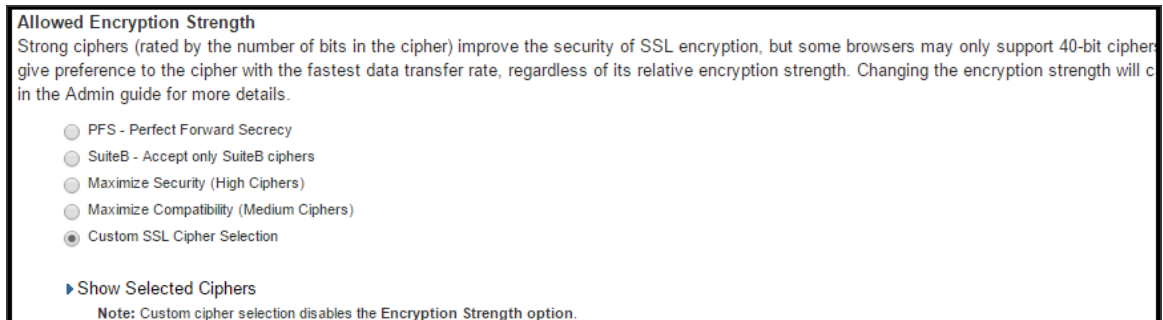 Allowed Encryption Strength
Strong ciphers (rated by the number of bits in the cipher) improve the security of SSL encryption, but some browsers may only support 40-bit ciphers
give preference to the cipher with the fastest data transfer rate, regardless of its relative encryption strength. Changing the encryption strength will c
in the Admin guide for more details.
PFS - Perfect Forward Secrecy
SuiteB - Accept only SuiteB ciphers
Maximize Security (High Ciphers)
Maximize Compatibility (Medium Ciphers)
Custom SSL Cipher Selection
Show Selected Ciphers
Note: Custom cipher selection disables the Encryption Strength option.